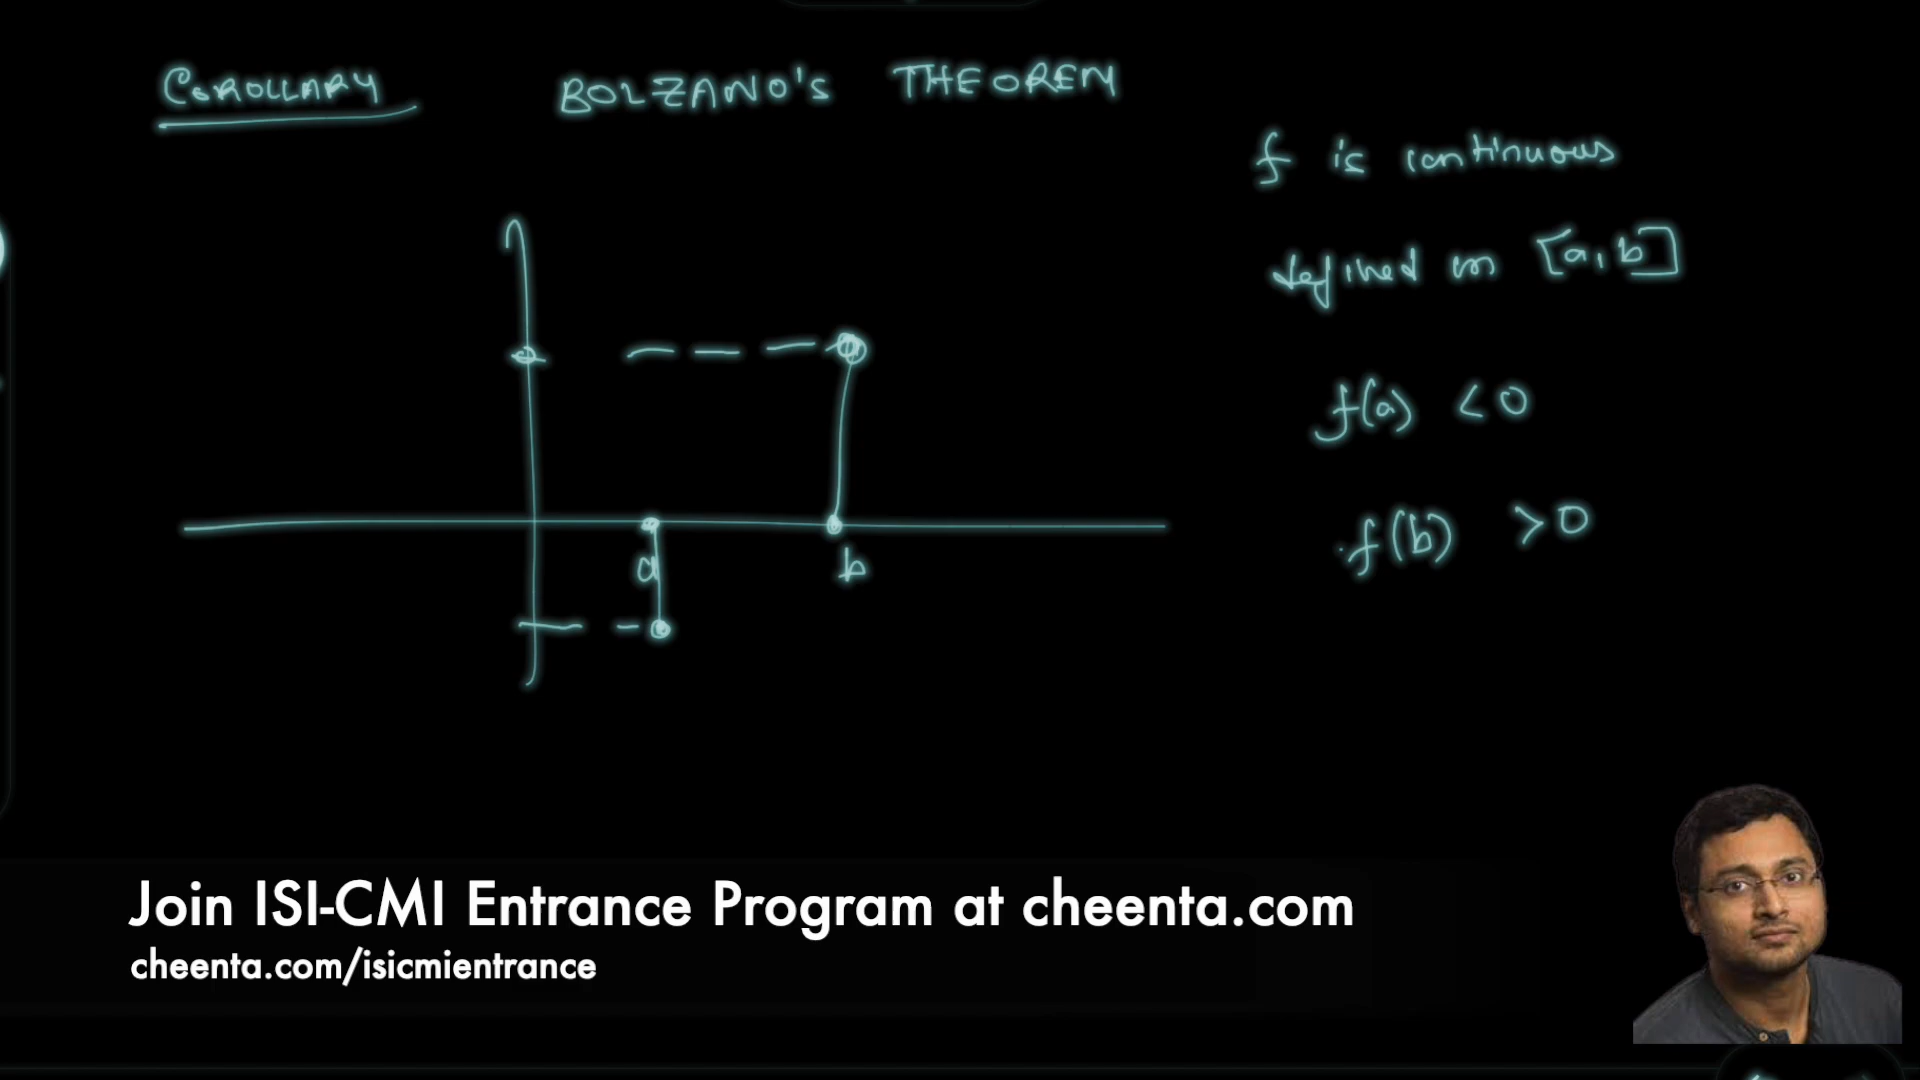 COROLLARY BOLZANO'S THEOREM
f is continuous
defined on [a, b]
f(a) < 0
f(b) > 0
a b
Join ISI-CMI Entrance Program at cheenta.com
cheenta.com/isicmientrance